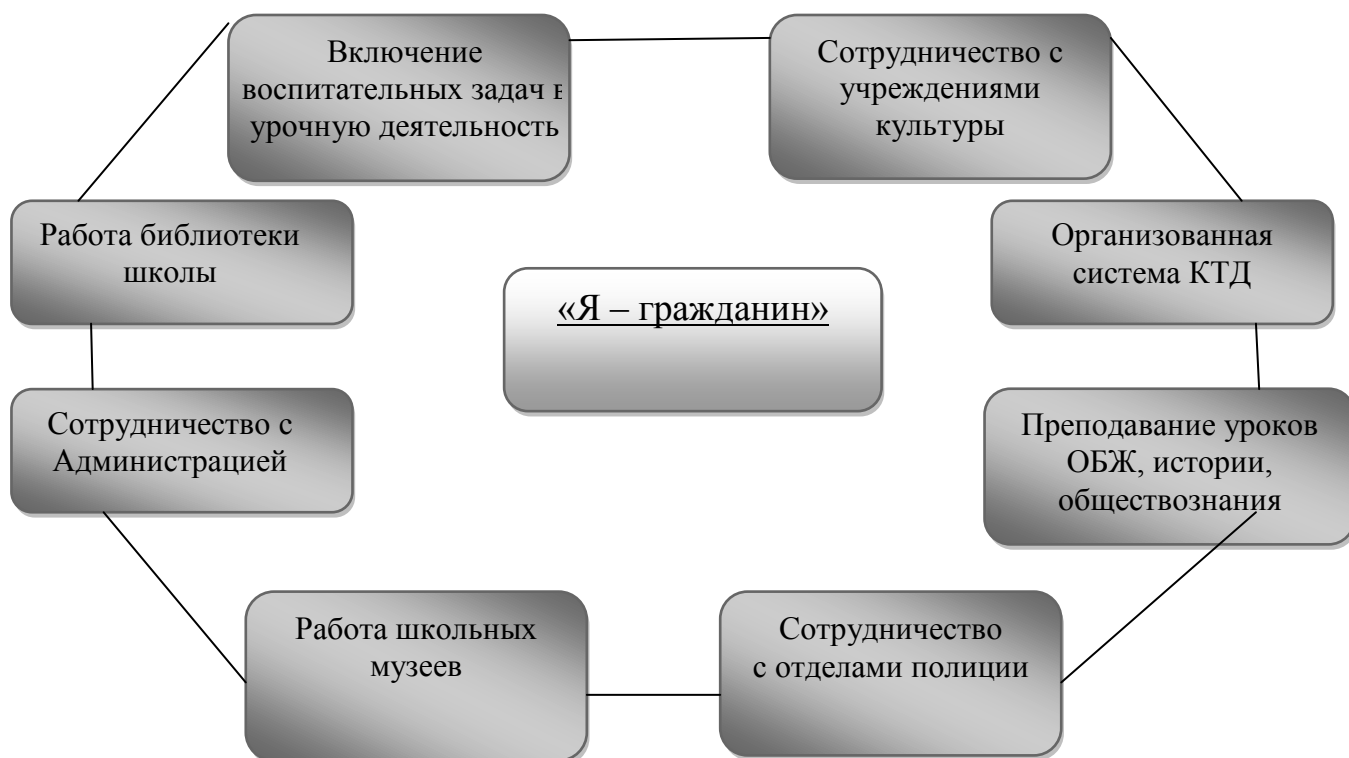 Включение
воспитательных задач в
урочную деятельность
Сотрудничество с
учреждениями
культуры
Работа библиотеки
школы
Организованная
система КТД
«Я – гражданин»
Сотрудничество с
Администрацией
Преподавание уроков
ОБЖ, истории,
обществознания
Работа школьных
музеев
Сотрудничество
с отделами полиции